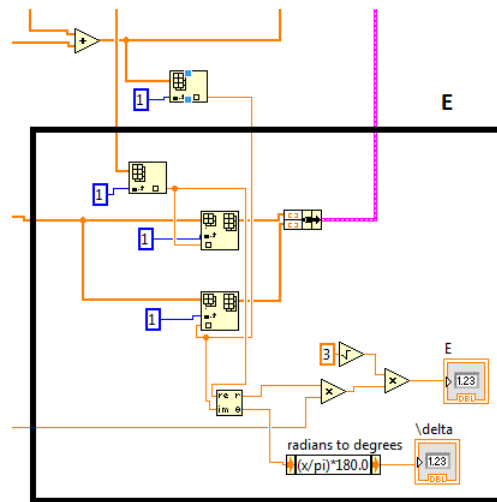 +
1
E
1
1
1
3
√
E
x
x
1.23
DBL
re r
im θ
\delta
radians to degrees
(x/pi)*180.0
1.23
DBL